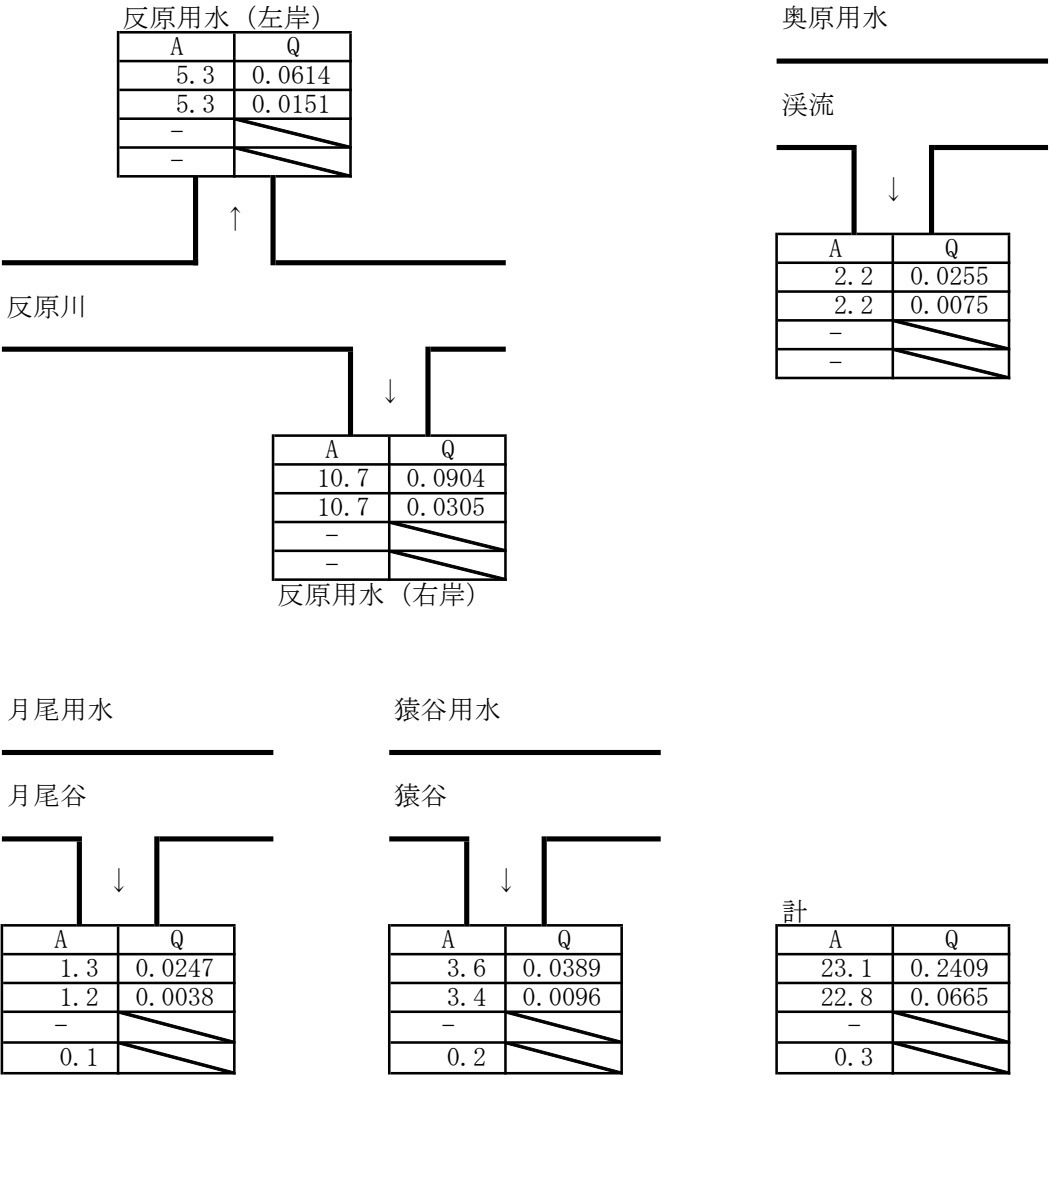 反原用水（左岸）
A Q
5.3 0.0614
5.3 0.0151
－
－
↑
反原川
↓
A Q
10.7 0.0904
10.7 0.0305
－
－
反原用水（右岸）
奥原用水
渓流
↓
A Q
2.2 0.0255
2.2 0.0075
－
－
月尾用水
月尾谷
↓
A Q
1.3 0.0247
1.2 0.0038
－
0.1
猿谷用水
猿谷
↓
A Q
3.6 0.0389
3.4 0.0096
－
0.2
計
A Q
23.1 0.2409
22.8 0.0665
－
0.3